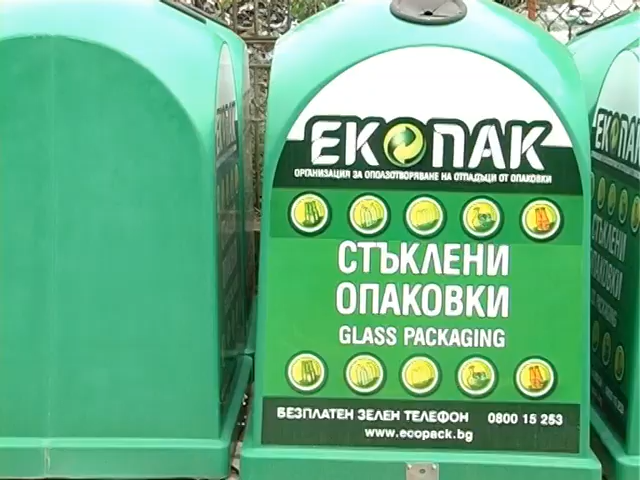 ЕКОПАК
ОРГАНИЗАЦИЯ ЗА ОПОЛЗОТВОРЯВАНЕ НА ОТПАДЪЦИ ОТ ОПАКОВКИ
СТЪКЛЕНИ
ОПАКОВКИ
GLASS PACKAGING
БЕЗПЛАТЕН ЗЕЛЕН ТЕЛЕФОН 0800 15 253
www.ecopack.bg